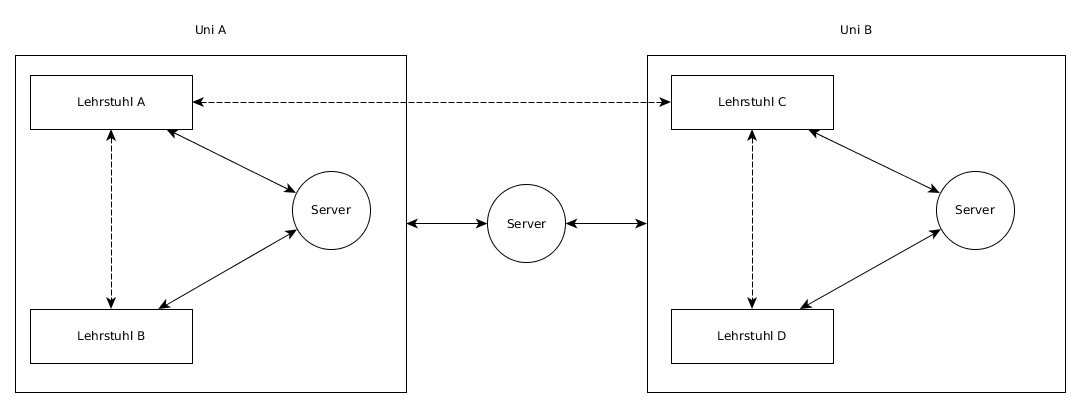 Uni A
Uni B
Lehrstuhl A
Lehrstuhl C
Server
Server
Server
Lehrstuhl B
Lehrstuhl D